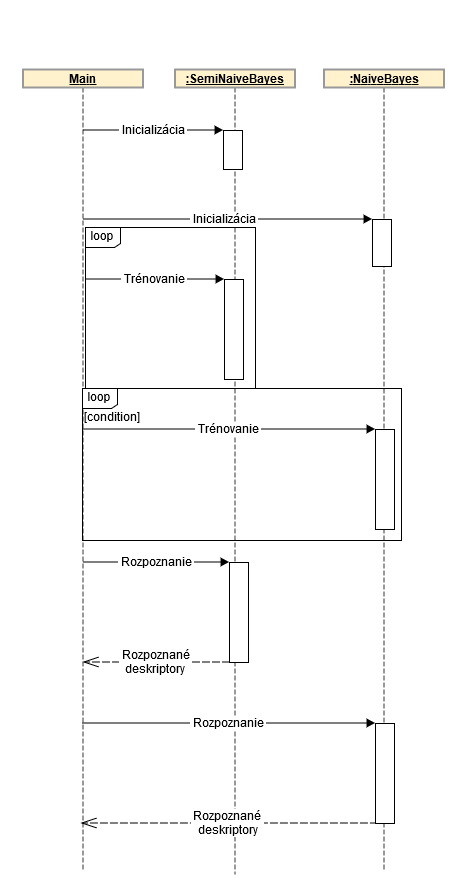 Main
:SemiNaiveBayes
:NaiveBayes
Inicializácia
Inicializácia
loop
Trénovanie
loop
[condition]
Trénovanie
Rozpoznanie
Rozpoznané
deskriptory
Rozpoznanie
Rozpoznané
deskriptory